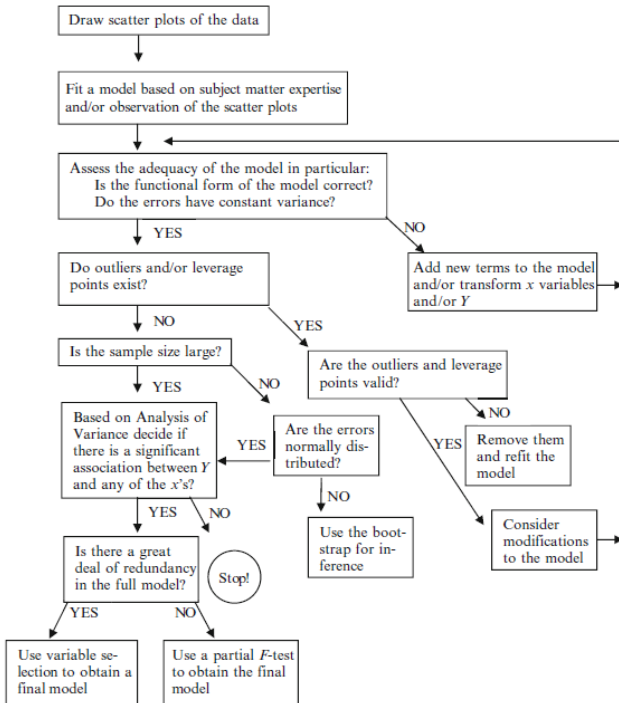 Draw scatter plots of the data
Fit a model based on subject matter expertise
and/or observation of the scatter plots
Assess the adequacy of the model in particular:
Is the functional form of the model correct?
Do the errors have constant variance?
YES
NO
Do outliers and/or leverage
points exist?
Add new terms to the model
and/or transform x variables
and/or Y
NO
YES
Is the sample size large?
Are the outliers and leverage
points valid?
YES
NO
NO
YES
Based on Analysis of
Variance decide if
there is a significant
association between Y
and any of the x's?
YES
Are the errors
normally dis-
tributed?
Remove them
and refit the
model
YES
NO
NO
Is there a great
deal of redundancy
in the full model?
Stop!
Use the boot-
strap for in-
ference
Consider
modifications
to the model
YES
NO
Use variable se-
lection to obtain a
final model
Use a partial F-test
to obtain the final
model